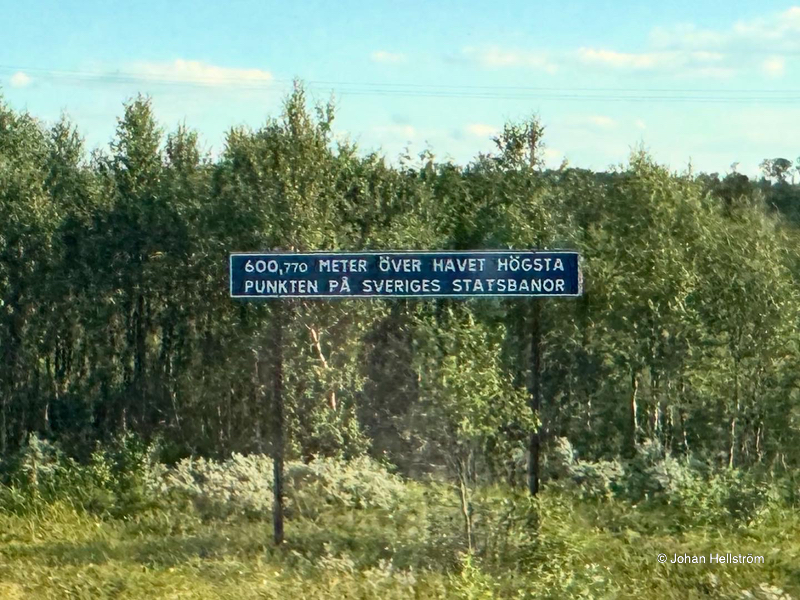 600,770 METER ÖVER HAVET HÖGSTA
PUNKTEN PÅ SVERIGES STATSBANOR
© Johan Hellström